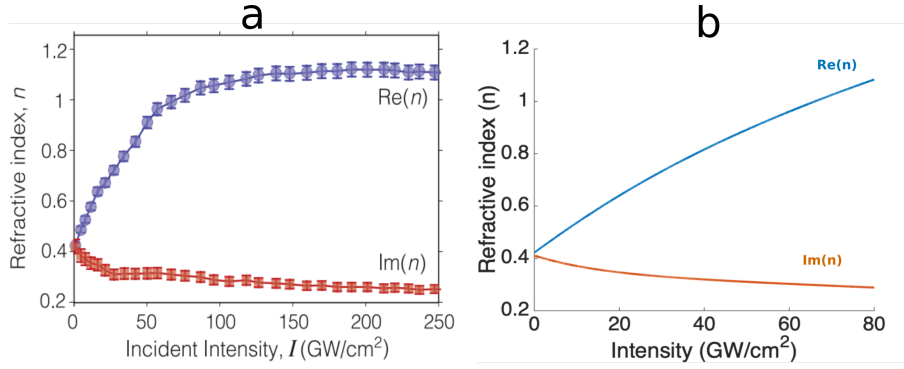 a
1.2
1
0.8
0.6
0.4
0.2
Refractive index, n
Re(n)
Im(n)
0
50
100
150
200
250
Incident Intensity, I (GW/cm²)
b
1.2
1
0.8
0.6
0.4
0.2
Refractive index (n)
Re(n)
Im(n)
0
20
40
60
80
Intensity (GW/cm²)